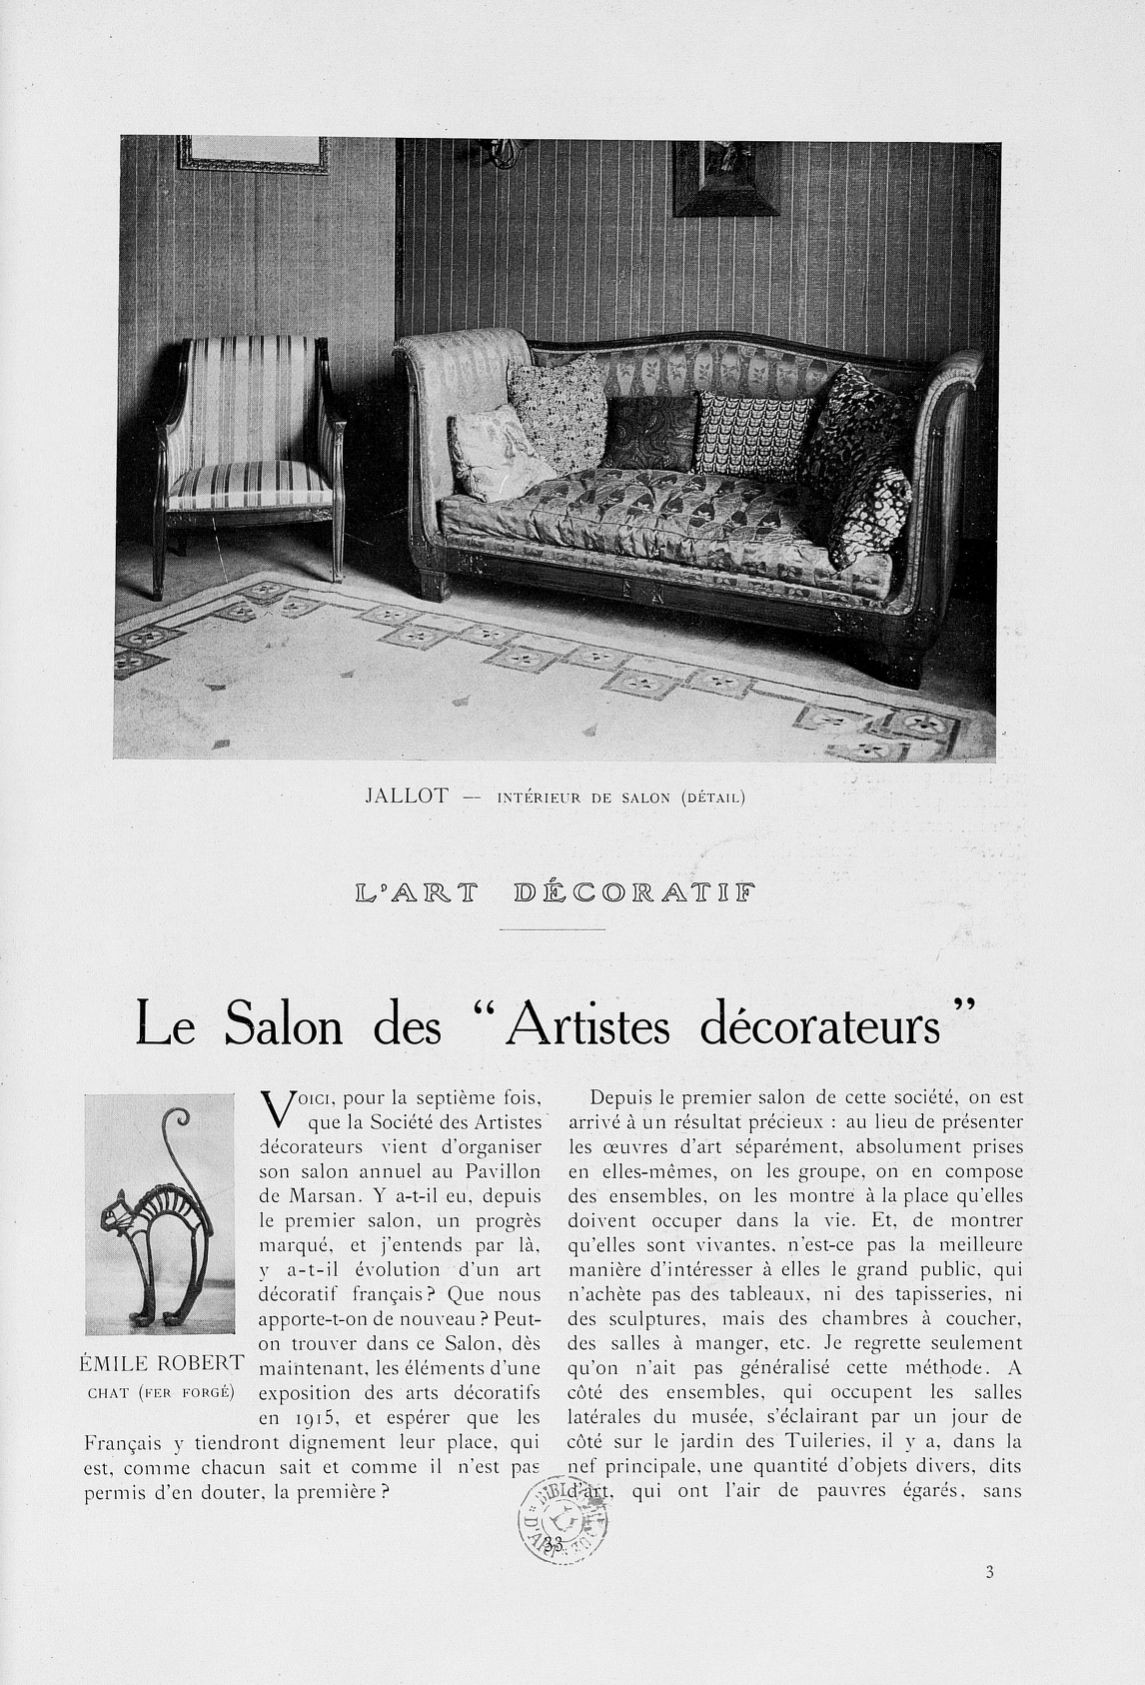 JALLOT — INTÉRIEUR DE SALON (DÉTAIL)
L'ART DÉCORATIF
Le Salon des “Artistes décorateurs”
VOICI, pour la septième fois,
que la Société des Artistes
décorateurs vient d'organiser
son salon annuel au Pavillon
de Marsan. Y a-t-il eu, depuis
le premier salon, un progrès
marqué, et j'entends par là,
y a-t-il évolution d'un art
décoratif français? Que nous
apporte-t-on de nouveau? Peut-
on trouver dans ce Salon, dès
maintenant, les éléments d'une
exposition des arts décoratifs
en 1915, et espérer que les
Français y tiendront dignement leur place, qui
est, comme chacun sait et comme il n'est pas
permis d'en douter, la première?
ÉMILE ROBERT
CHAT (FER FORGÉ)
Depuis le premier salon de cette société, on est
arrivé à un résultat précieux : au lieu de présenter
les œuvres d'art séparément, absolument prises
en elles-mêmes, on les groupe, on en compose
des ensembles, on les montre à la place qu'elles
doivent occuper dans la vie. Et, de montrer
qu'elles sont vivantes, n'est-ce pas la meilleure
manière d'intéresser à elles le grand public, qui
n'achète pas des tableaux, ni des tapisseries, ni
des sculptures, mais des chambres à coucher,
des salles à manger, etc. Je regrette seulement
qu'on n'ait pas généralisé cette méthode. A
côté des ensembles, qui occupent les salles
latérales du musée, s'éclairant par un jour de
côté sur le jardin des Tuileries, il y a, dans la
nef principale, une quantité d'objets divers, dits
d'art, qui ont l'air de pauvres égarés, sans
33
3